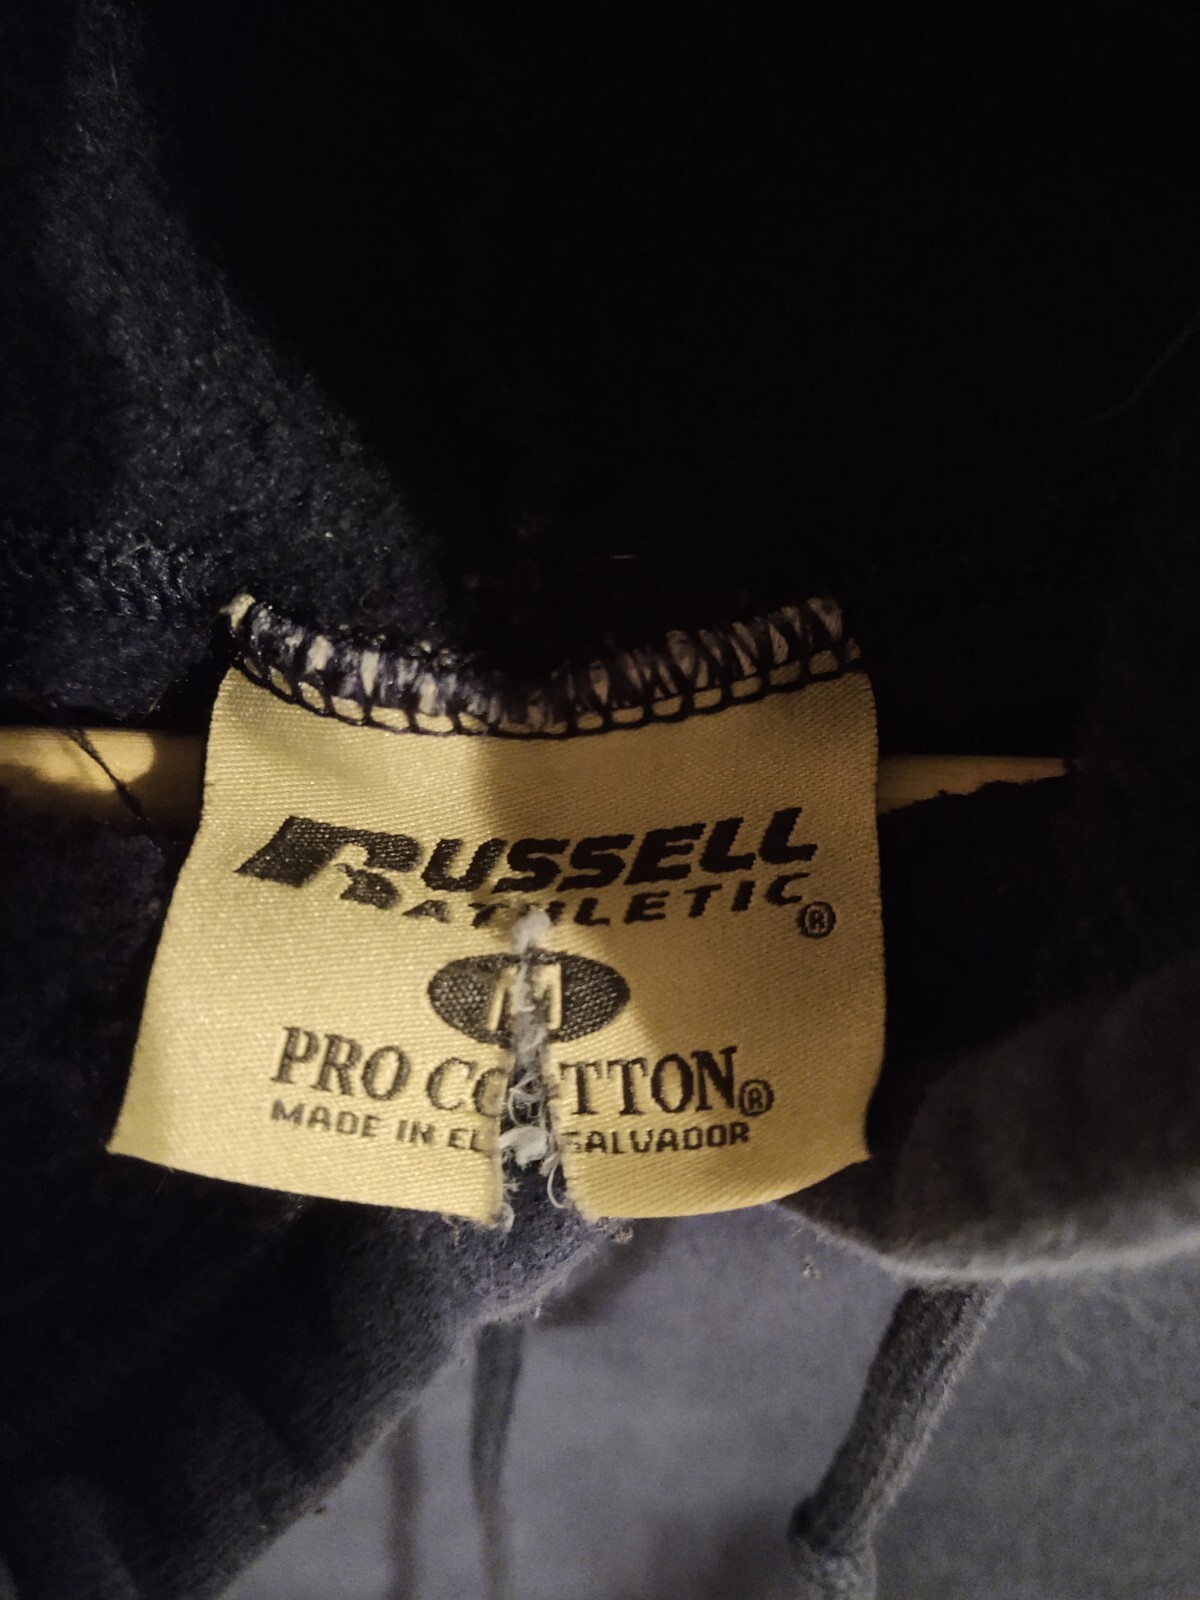 RUSSELL
ATHLETIC®
M
PRO COTTON®
MADE IN EL SALVADOR